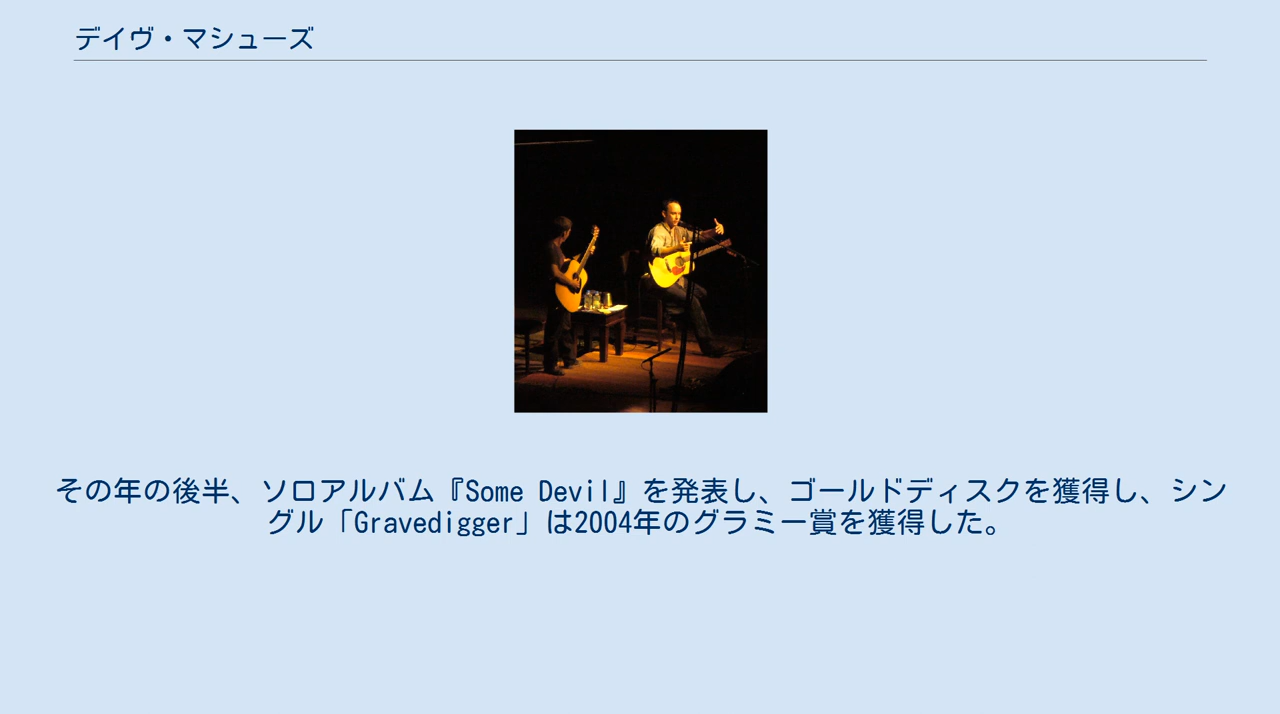 デイヴ・マシューズ
その年の後半、ソロアルバム『Some Devil』を発表し、ゴールドディスクを獲得し、シン
グル「Gravedigger」は2004年のグラミー賞を獲得した。